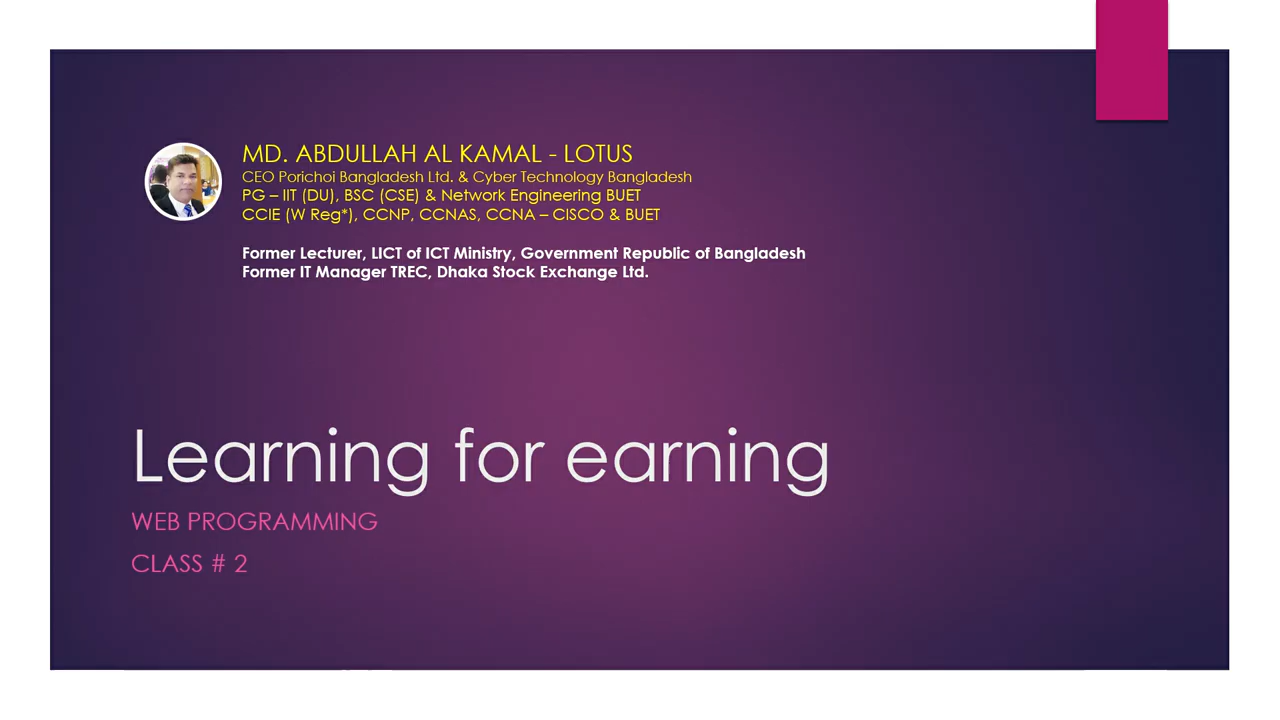 MD. ABDULLAH AL KAMAL - LOTUS
CEO Porichoi Bangladesh Ltd. & Cyber Technology Bangladesh
PG – IIT (DU), BSC (CSE) & Network Engineering BUET
CCIE (W Reg*), CCNP, CCNAS, CCNA – CISCO & BUET
Former Lecturer, LICT of ICT Ministry, Government Republic of Bangladesh
Former IT Manager TREC, Dhaka Stock Exchange Ltd.
Learning for earning
WEB PROGRAMMING
CLASS # 2